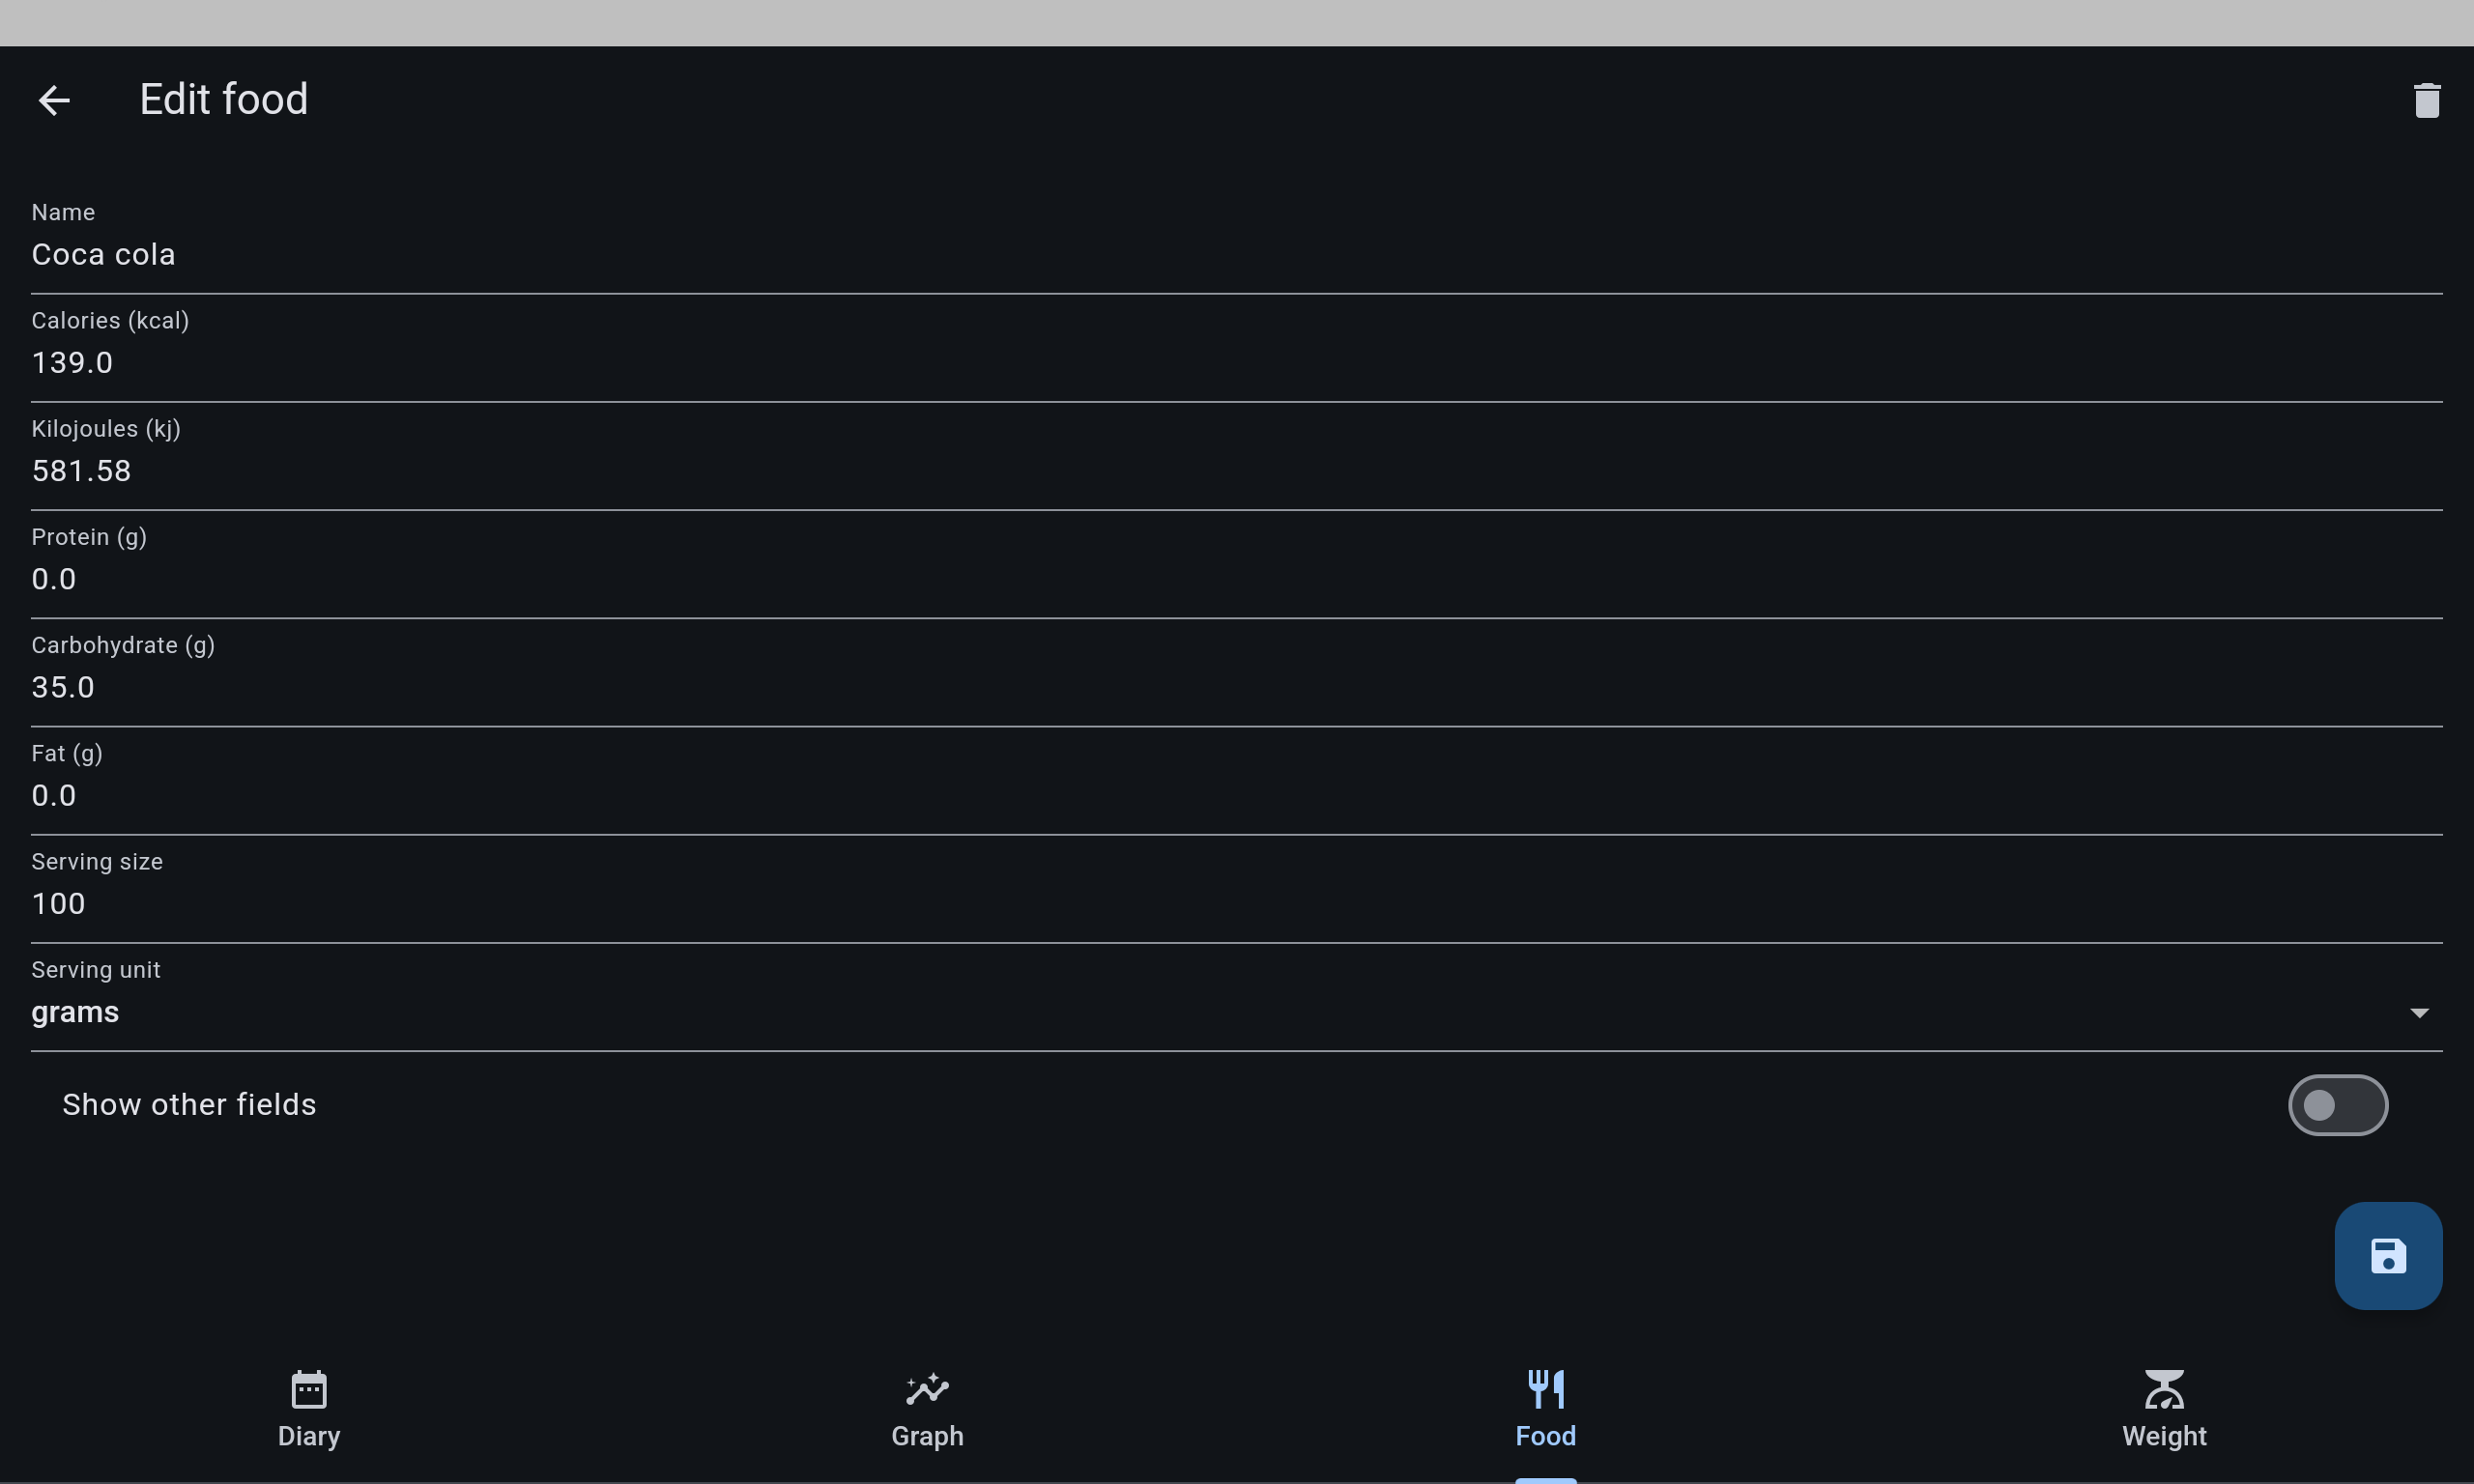 Edit food
Name
Coca cola
Calories (kcal)
139.0
Kilojoules (kj)
581.58
Protein (g)
0.0
Carbohydrate (g)
35.0
Fat (g)
0.0
Serving size
100
Serving unit
grams
Show other fields
Diary
Graph
Food
Weight